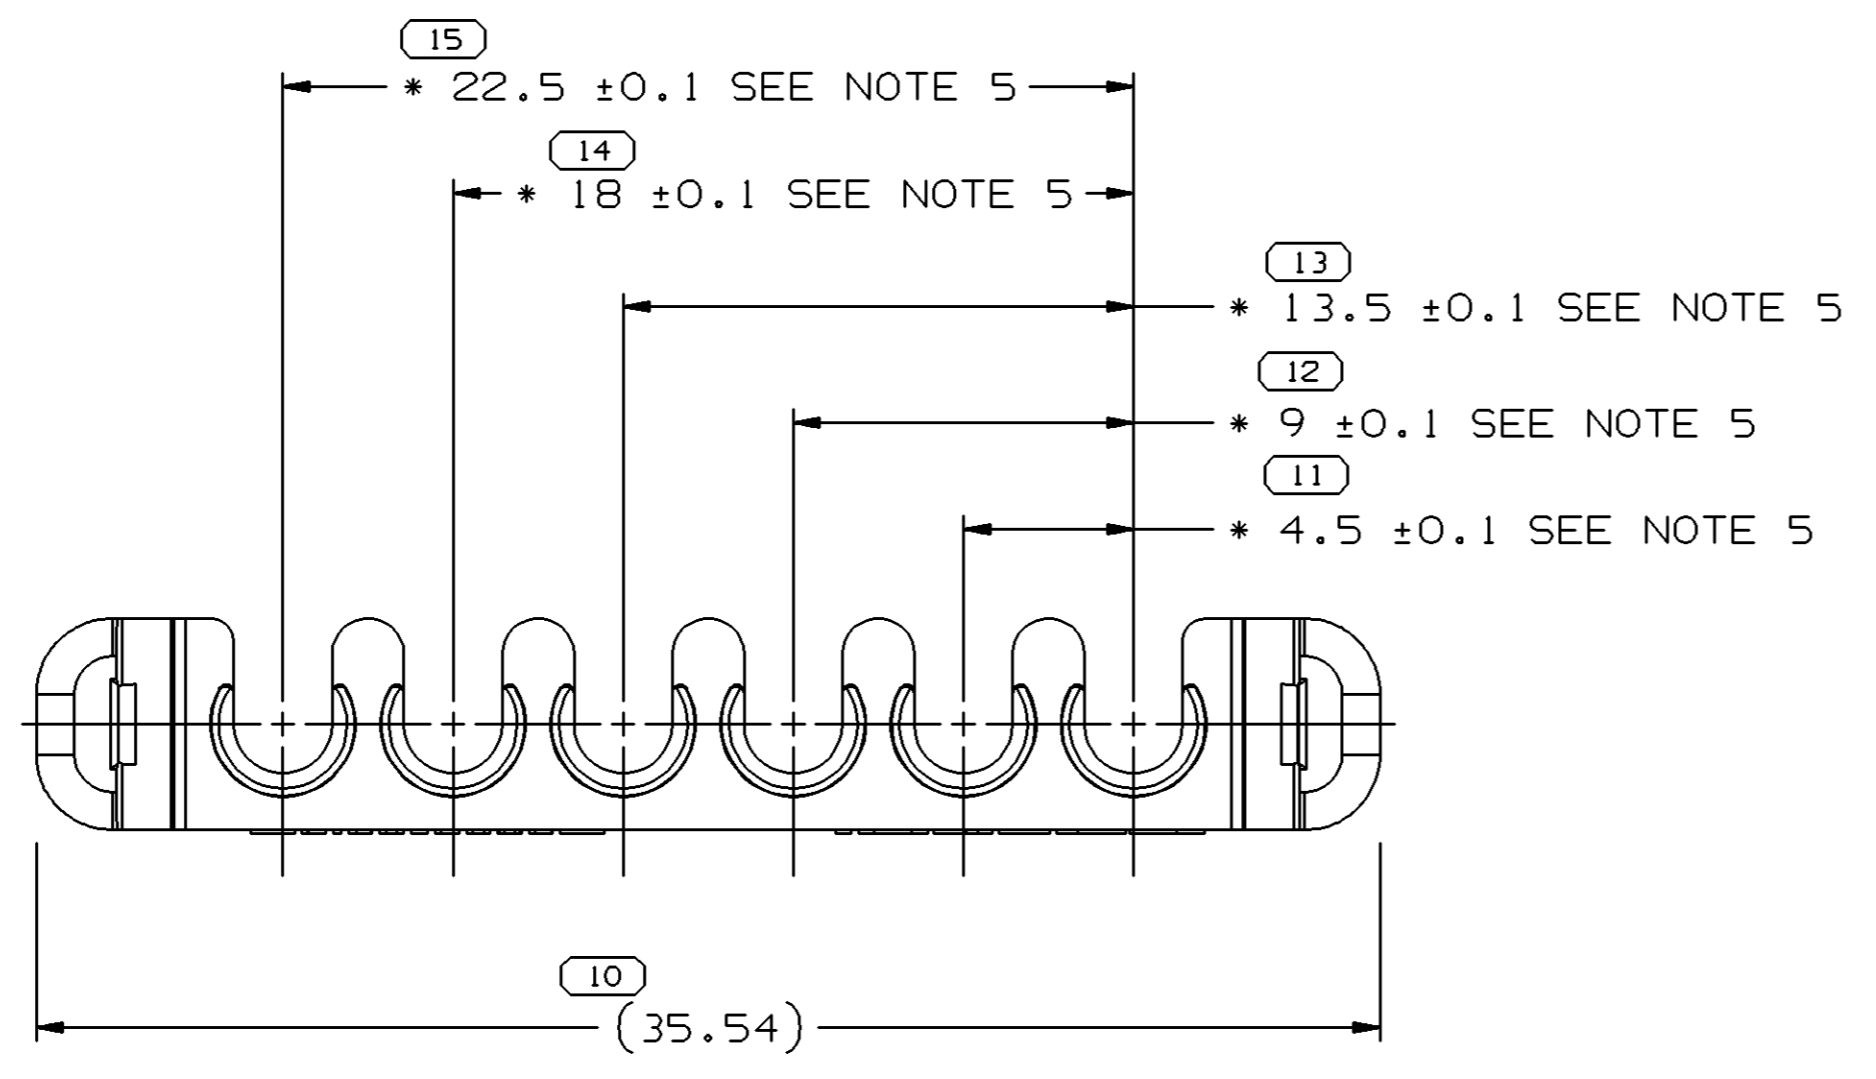 15
* 22.5 ±0.1 SEE NOTE 5
14
* 18 ±0.1 SEE NOTE 5
13
* 13.5 ±0.1 SEE NOTE 5
12
* 9 ±0.1 SEE NOTE 5
11
* 4.5 ±0.1 SEE NOTE 5
10
(35.54)